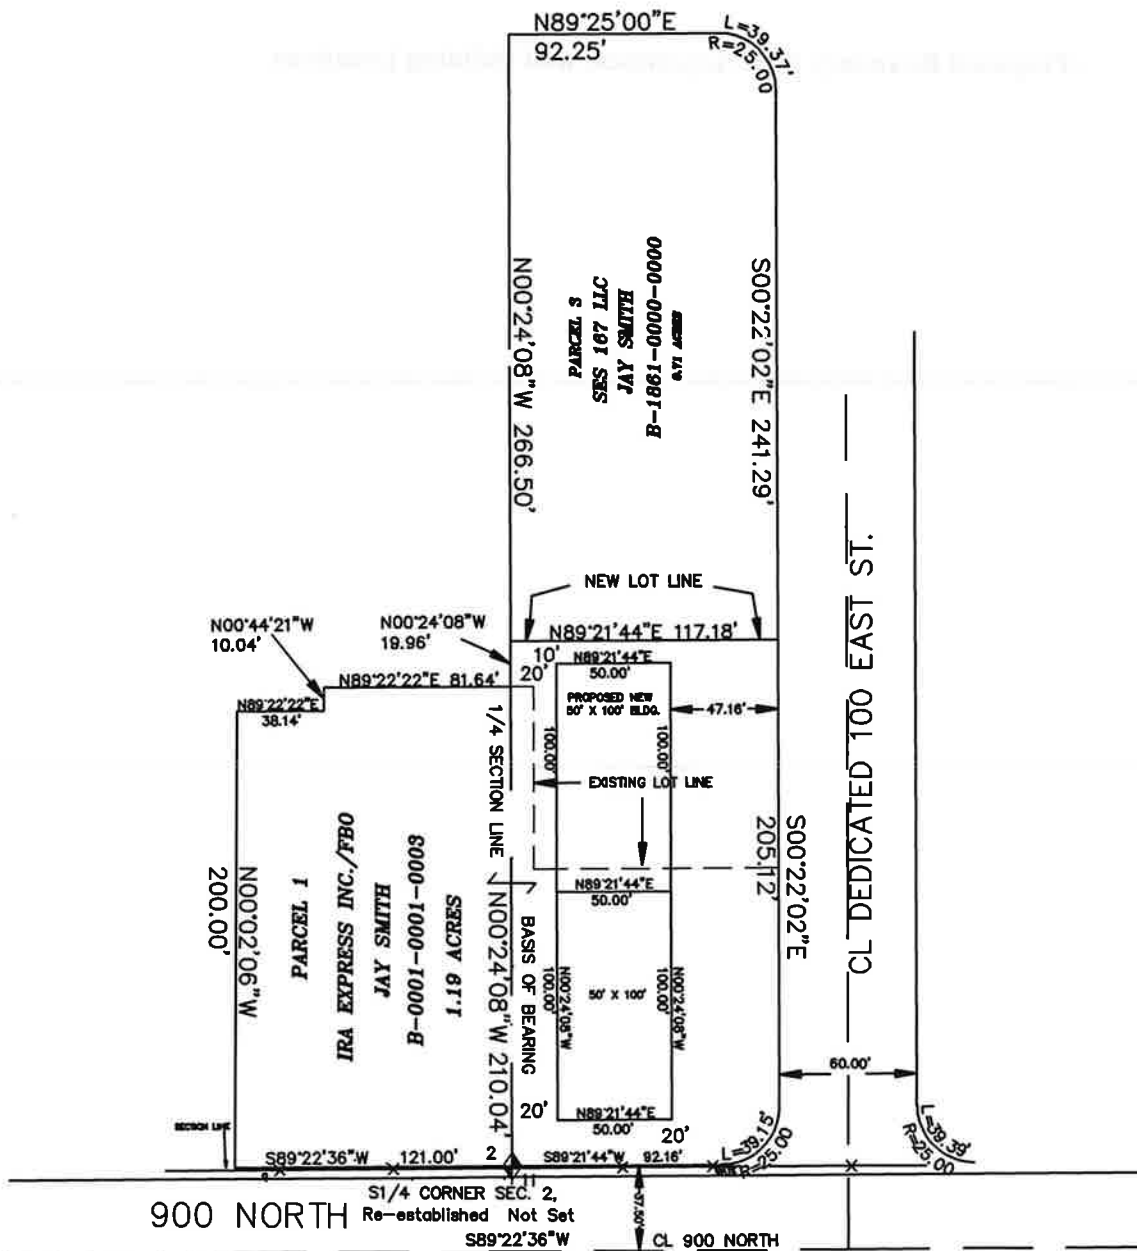 N89°25'00"E
92.25'
L=39.37'
R=25.00
N00°24'08"W 266.50'
PARCEL 3
SES 167 LLC
JAY SMITH
B-1861-0000-0000
S00°22'02"E 241.29'
NEW LOT LINE
N00°44'21"W
10.04'
N00°24'08"W
19.96'
N89°21'44"E 117.18'
10'
20'
N89°21'44"E
50.00'
N89°22'22"E 81.64'
N89°22'22"E
38.14'
PROPOSED NEW
50' X 100' BLDG.
47.16'
100.00'
100.00'
1/4 SECTION LINE
EXISTING LOT LINE
CL DEDICATED 100 EAST ST.
S00°22'02"E
205.12'
N89°21'44"E
50.00'
N00°02'06"W
200.00'
PARCEL 1
IRA EXPRESS INC./FBO
JAY SMITH
B-0001-0001-0003
1.19 ACRES
N00°24'08"W 210.04'
BASIS OF BEARING
N00°24'08"W
100.00'
50' X 100'
N00°24'08"W
100.00'
60.00'
20'
N89°21'44"E
50.00'
20'
L=39.15'
R=25.00
L=39.39'
R=25.00
SECTION LINE
S89°22'36"W
121.00'
2
11
S89°21'44"W
92.16'
S1/4 CORNER SEC. 2,
Re-established Not Set
900 NORTH
37.50'
S89°22'36"W
CL 900 NORTH